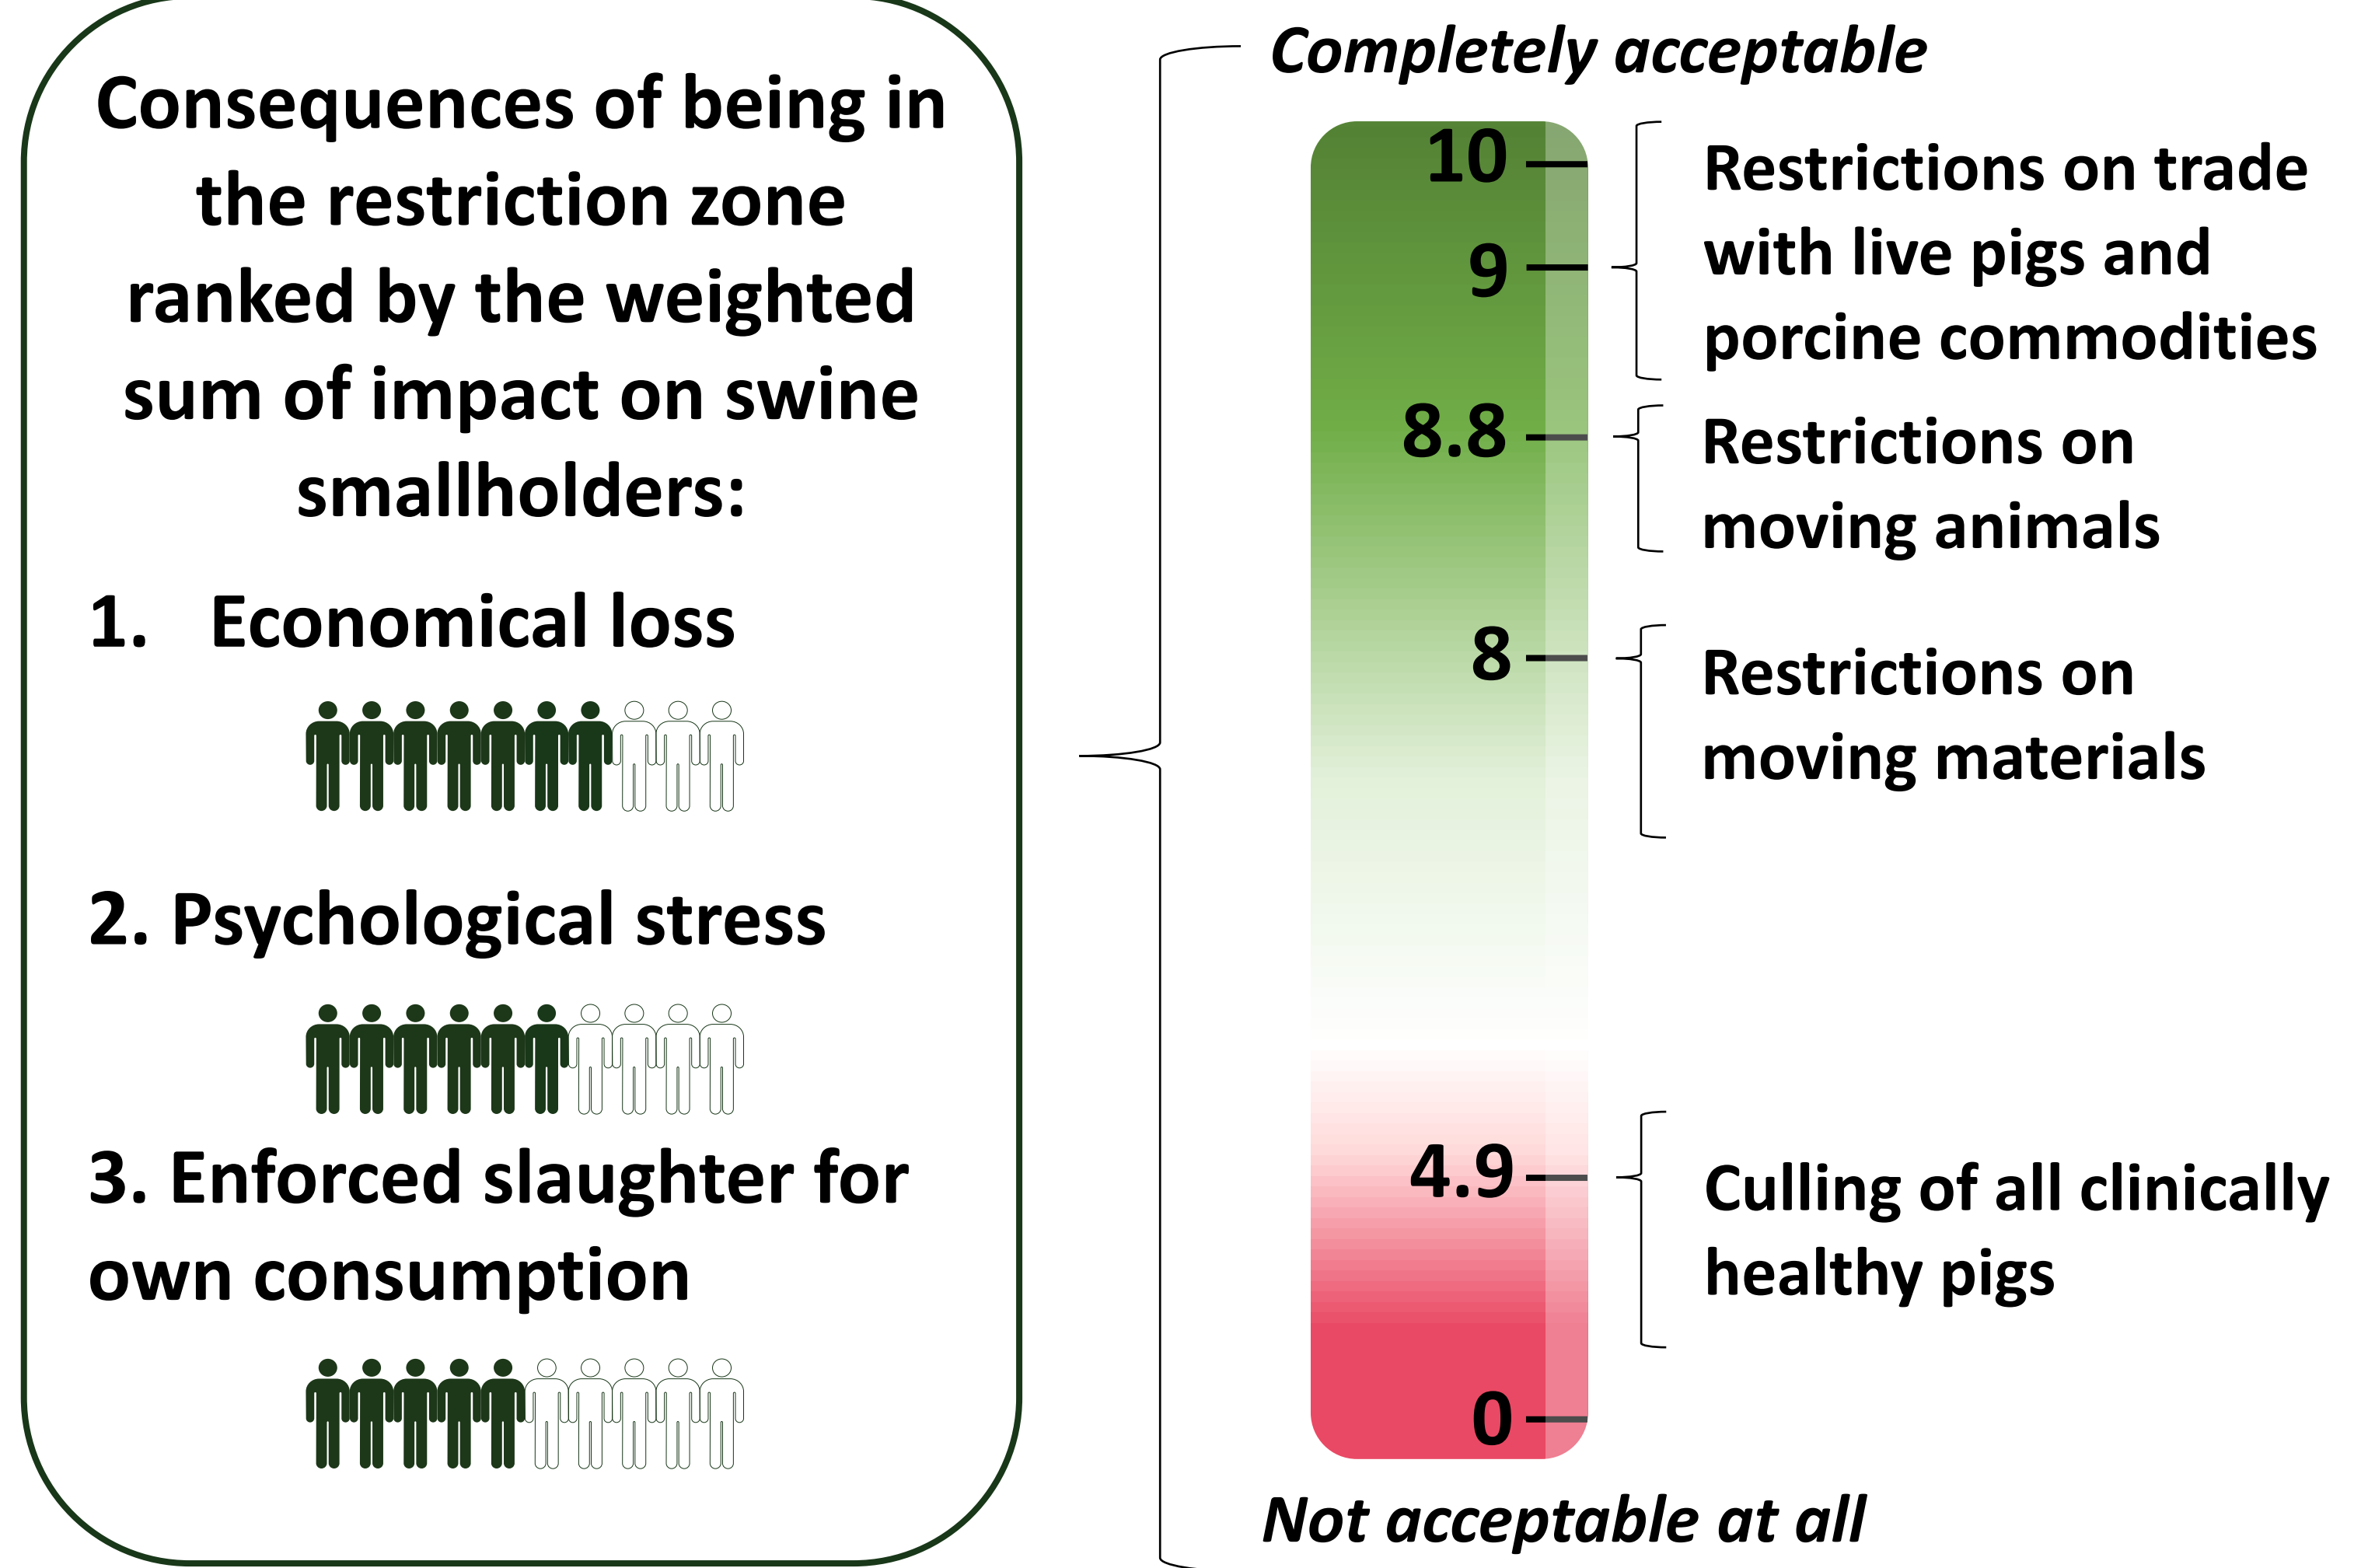 Consequences of being in
the restriction zone
ranked by the weighted
sum of impact on swine
smallholders:
1. Economical loss
2. Psychological stress
3. Enforced slaughter for
own consumption
Completely acceptable
10
9
Restrictions on trade
with live pigs and
porcine commodities
8.8
Restrictions on
moving animals
8
Restrictions on
moving materials
4.9
Culling of all clinically
healthy pigs
0
Not acceptable at all